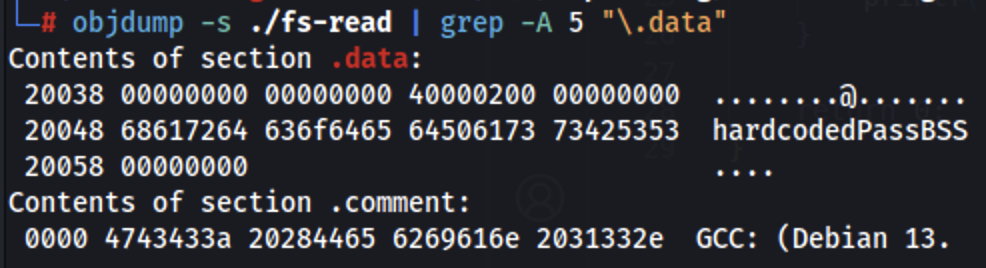 └─# objdump -s ./fs-read | grep -A 5 "\.data"
Contents of section .data:
 20038 00000000 00000000 40000200 00000000  ........@.......
 20048 68617264 636f6465 64506173 73425353  hardcodedPassBSS
 20058 00000000                             ....
Contents of section .comment:
 0000 4743433a 20284465 6269616e 2031332e  GCC: (Debian 13.